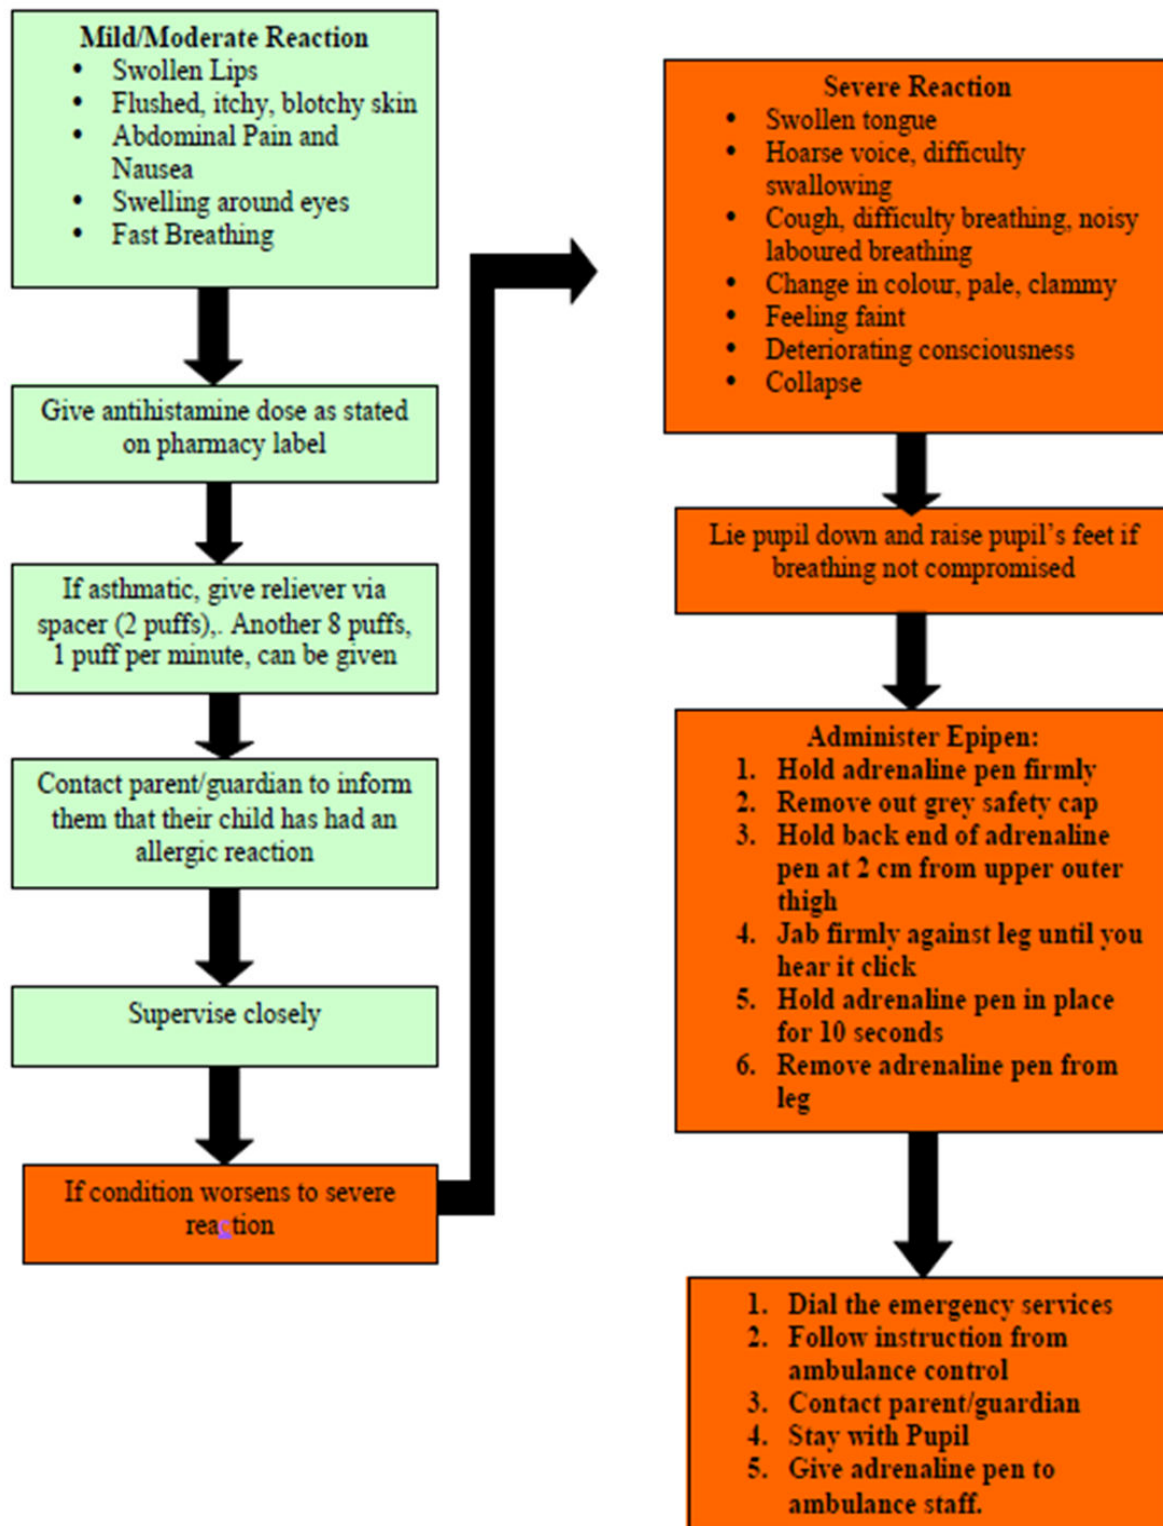 Mild/Moderate Reaction
• Swollen Lips
• Flushed, itchy, blotchy skin
• Abdominal Pain and
Nausea
• Swelling around eyes
• Fast Breathing
Give antihistamine dose as stated
on pharmacy label
If asthmatic, give reliever via
spacer (2 puffs),. Another 8 puffs,
1 puff per minute, can be given
Contact parent/guardian to inform
them that their child has had an
allergic reaction
Supervise closely
If condition worsens to severe
reaction
Severe Reaction
• Swollen tongue
• Hoarse voice, difficulty
swallowing
• Cough, difficulty breathing, noisy
laboured breathing
• Change in colour, pale, clammy
• Feeling faint
• Deteriorating consciousness
• Collapse
Lie pupil down and raise pupil’s feet if
breathing not compromised
Administer Epipen:
1. Hold adrenaline pen firmly
2. Remove out grey safety cap
3. Hold back end of adrenaline
pen at 2 cm from upper outer
thigh
4. Jab firmly against leg until you
hear it click
5. Hold adrenaline pen in place
for 10 seconds
6. Remove adrenaline pen from
leg
1. Dial the emergency services
2. Follow instruction from
ambulance control
3. Contact parent/guardian
4. Stay with Pupil
5. Give adrenaline pen to
ambulance staff.